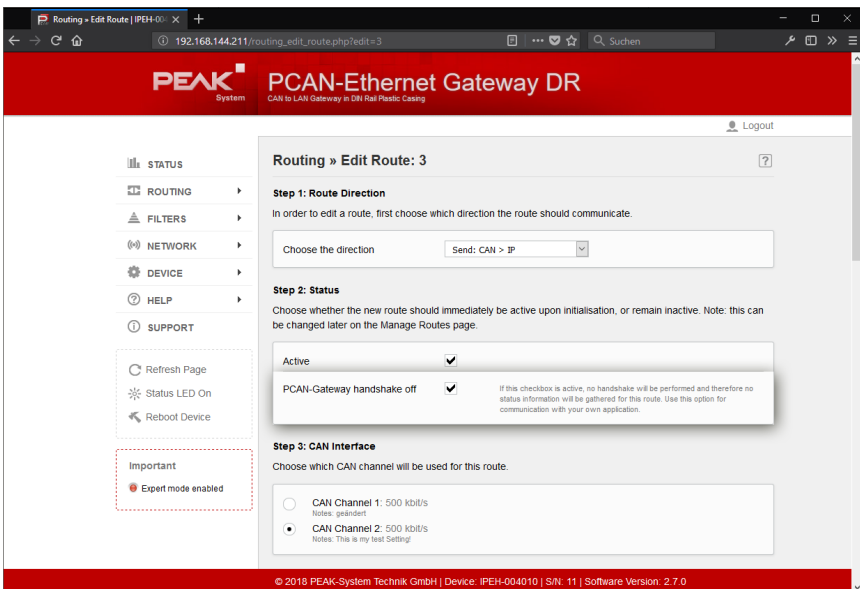 Routing » Edit Route | IPEH-004
192.168.144.211/routing_edit_route.php?edit=3
Suchen
PEAK
System
PCAN-Ethernet Gateway DR
CAN to LAN Gateway in DIN Rail Plastic Casing
Logout
STATUS
ROUTING
FILTERS
NETWORK
DEVICE
HELP
SUPPORT
Refresh Page
Status LED On
Reboot Device
Important
Expert mode enabled
Routing » Edit Route: 3
?
Step 1: Route Direction
In order to edit a route, first choose which direction the route should communicate.
Choose the direction
Send: CAN > IP
Step 2: Status
Choose whether the new route should immediately be active upon initialisation, or remain inactive. Note: this can
be changed later on the Manage Routes page.
Active
PCAN-Gateway handshake off
If this checkbox is active, no handshake will be performed and therefore no
status information will be gathered for this route. Use this option for
communication with your own application.
Step 3: CAN Interface
Choose which CAN channel will be used for this route.
CAN Channel 1: 500 kbit/s
Notes: geändert
CAN Channel 2: 500 kbit/s
Notes: This is my test Setting!
© 2018 PEAK-System Technik GmbH | Device: IPEH-004010 | S/N: 11 | Software Version: 2.7.0